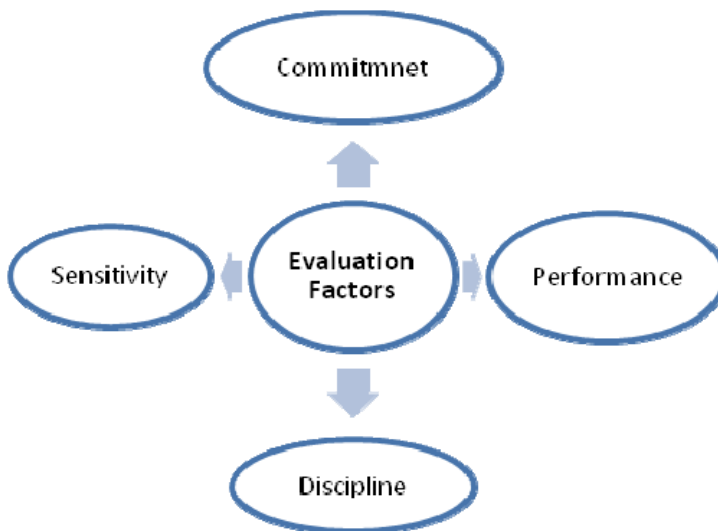 Commitmnet
Sensitivity
Evaluation
Factors
Performance
Discipline